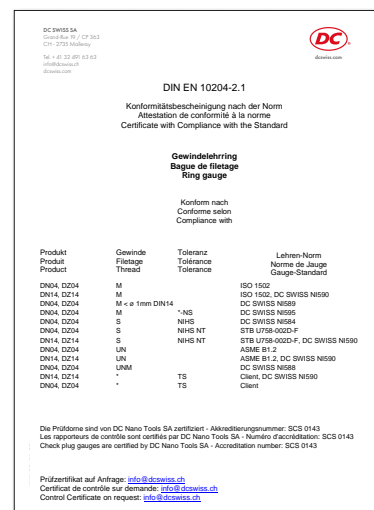 DC SWISS SA
Grand-Rue 19 / CP 363
CH - 2735 Malleray
Tel. + 41 32 491 63 63
info@dcswiss.ch
dcswiss.com
DC
dcswiss.com
DIN EN 10204-2.1
Konformitätsbescheinigung nach der Norm
Attestation de conformité à la norme
Certificate with Compliance with the Standard
Gewindelehrring
Bague de filetage
Ring gauge
Konform nach
Conforme selon
Compliance with
Produkt Gewinde Toleranz Lehren-Norm
Produit Filetage Tolérance Norme de Jauge
Product Thread Tolerance Gauge-Standard
DN04, DZ04 M ISO 1502
DN14, DZ14 M ISO 1502, DC SWISS NI590
DN04, DZ04 M < ø 1mm DIN14 DC SWISS NI589
DN04, DZ04 M *-NS DC SWISS NI595
DN04, DZ04 S NIHS DC SWISS NI584
DN04, DZ04 S NIHS NT STB U758-002D-F
DN14, DZ14 S NIHS NT STB U758-002D-F, DC SWISS NI590
DN04, DZ04 UN ASME B1.2
DN14, DZ14 UN ASME B1.2, DC SWISS NI590
DN04, DZ04 UNM DC SWISS NI588
DN14, DZ14 * TS Client, DC SWISS NI590
DN04, DZ04 * TS Client
Die Prüfdorne sind von DC Nano Tools SA zertifiziert - Akkreditierungsnummer: SCS 0143
Les rapporteurs de contrôle sont certifiés par DC Nano Tools SA - Numéro d'accréditation: SCS 0143
Check plug gauges are certified by DC Nano Tools SA - Accreditation number: SCS 0143
Prüfzertifikat auf Anfrage: info@dcswiss.ch
Certificat de contrôle sur demande: info@dcswiss.ch
Control Certificate on request: info@dcswiss.ch